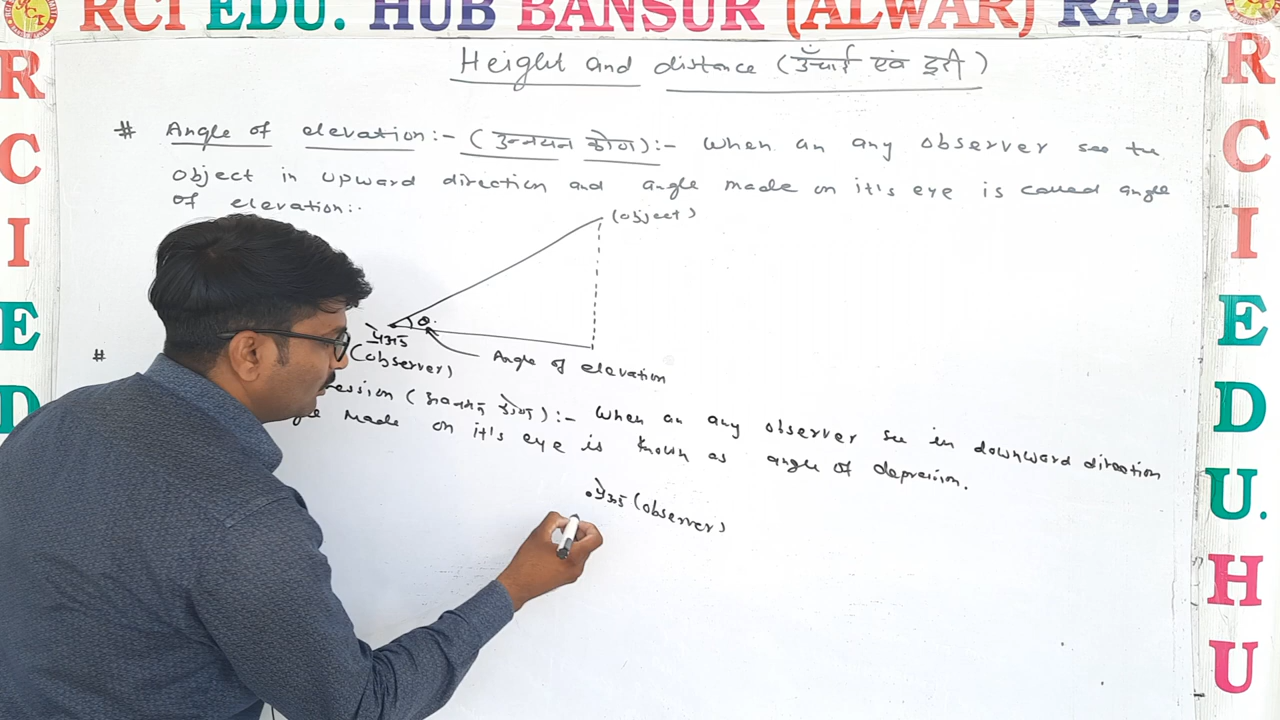 RCI EDU. HUB BANSUR (ALWAR) RAJ.
Height and distance (ऊँचाई एवं दूरी)
# Angle of elevation:- (उन्नयन कोण):- When an any observer see the
object in upward direction and angle made on it's eye is called angle
of elevation:-
(object)
θ
प्रेक्षक
(observer)
Angle of elevation
#
ression (अवनमन कोण):- When an any observer see in downward direction
made on it's eye is known as angle of depression.
प्रेक्षक (observer)
R
C
I
E
D
R
C
I
E
D
U.
H
U